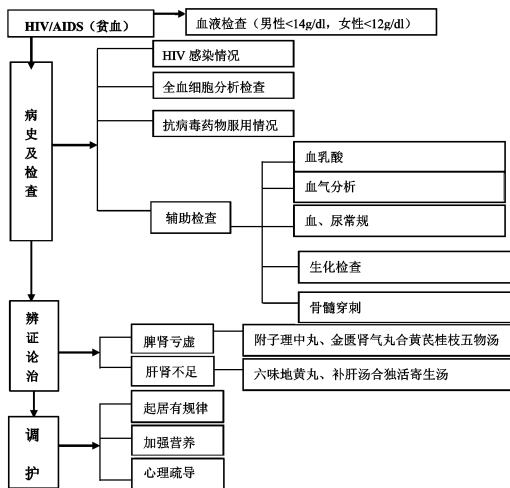 HIV/AIDS（贫血）
血液检查（男性<14g/dl，女性<12g/dl）
病史及检查
HIV 感染情况
全血细胞分析检查
抗病毒药物服用情况
辅助检查
血乳酸
血气分析
血、尿常规
生化检查
骨髓穿刺
辨证论治
脾肾亏虚
附子理中丸、金匮肾气丸合黄芪桂枝五物汤
肝肾不足
六味地黄丸、补肝汤合独活寄生汤
调护
起居有规律
加强营养
心理疏导